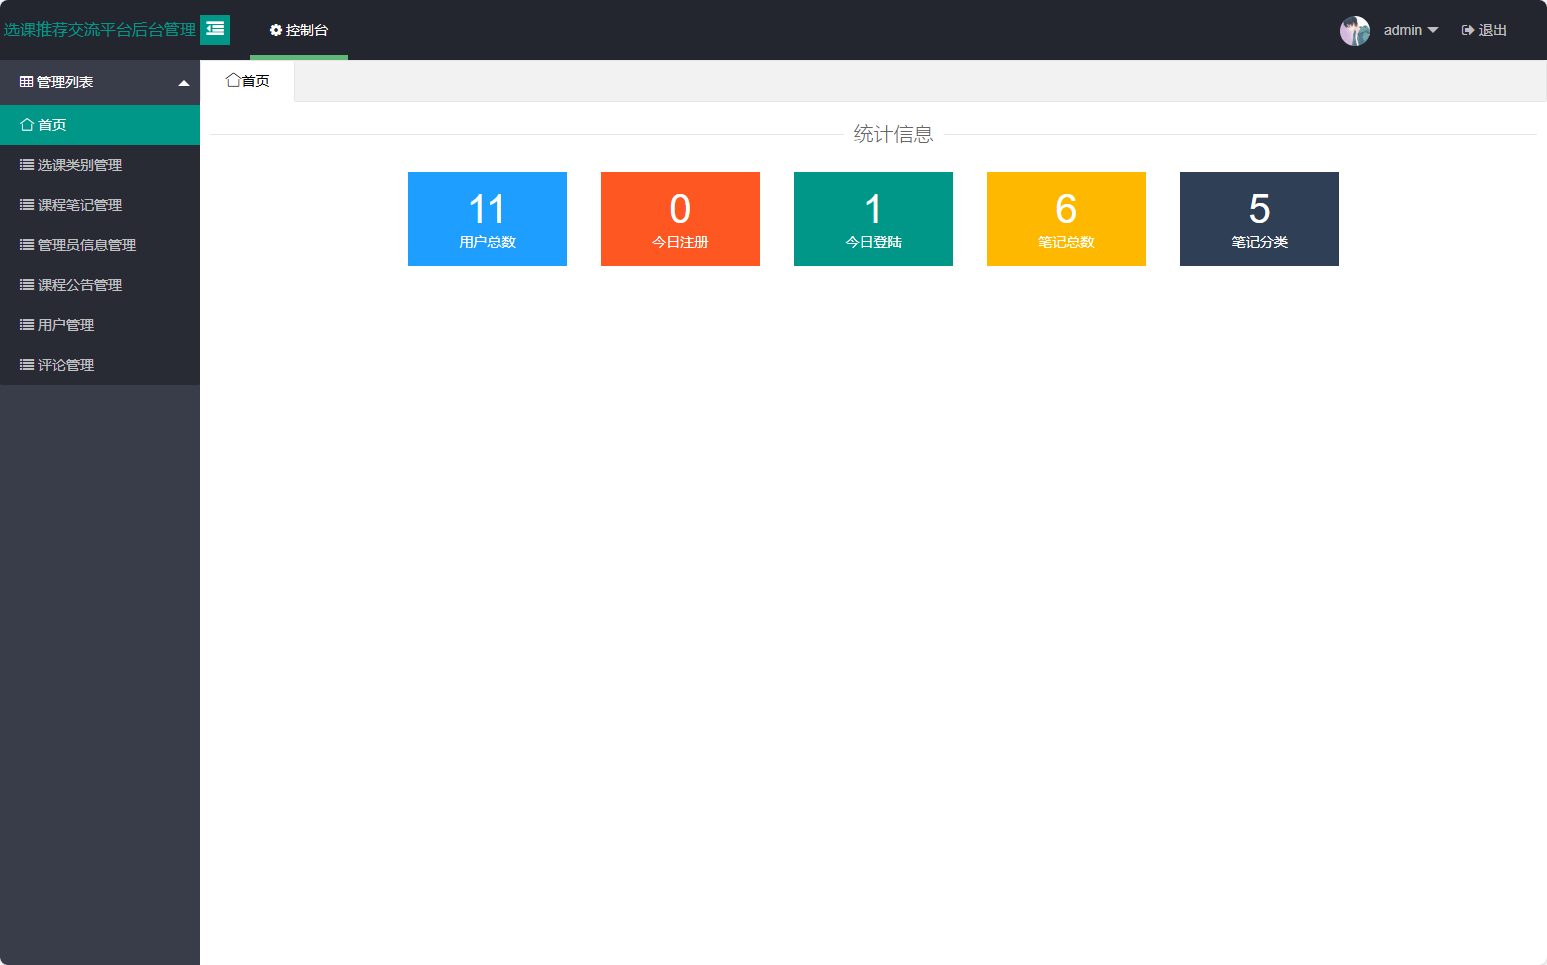 选课推荐交流平台后台管理
控制台
admin
退出
管理列表
首页
选课类别管理
课程笔记管理
管理员信息管理
课程公告管理
用户管理
评论管理
首页
统计信息
11
用户总数
0
今日注册
1
今日登陆
6
笔记总数
5
笔记分类